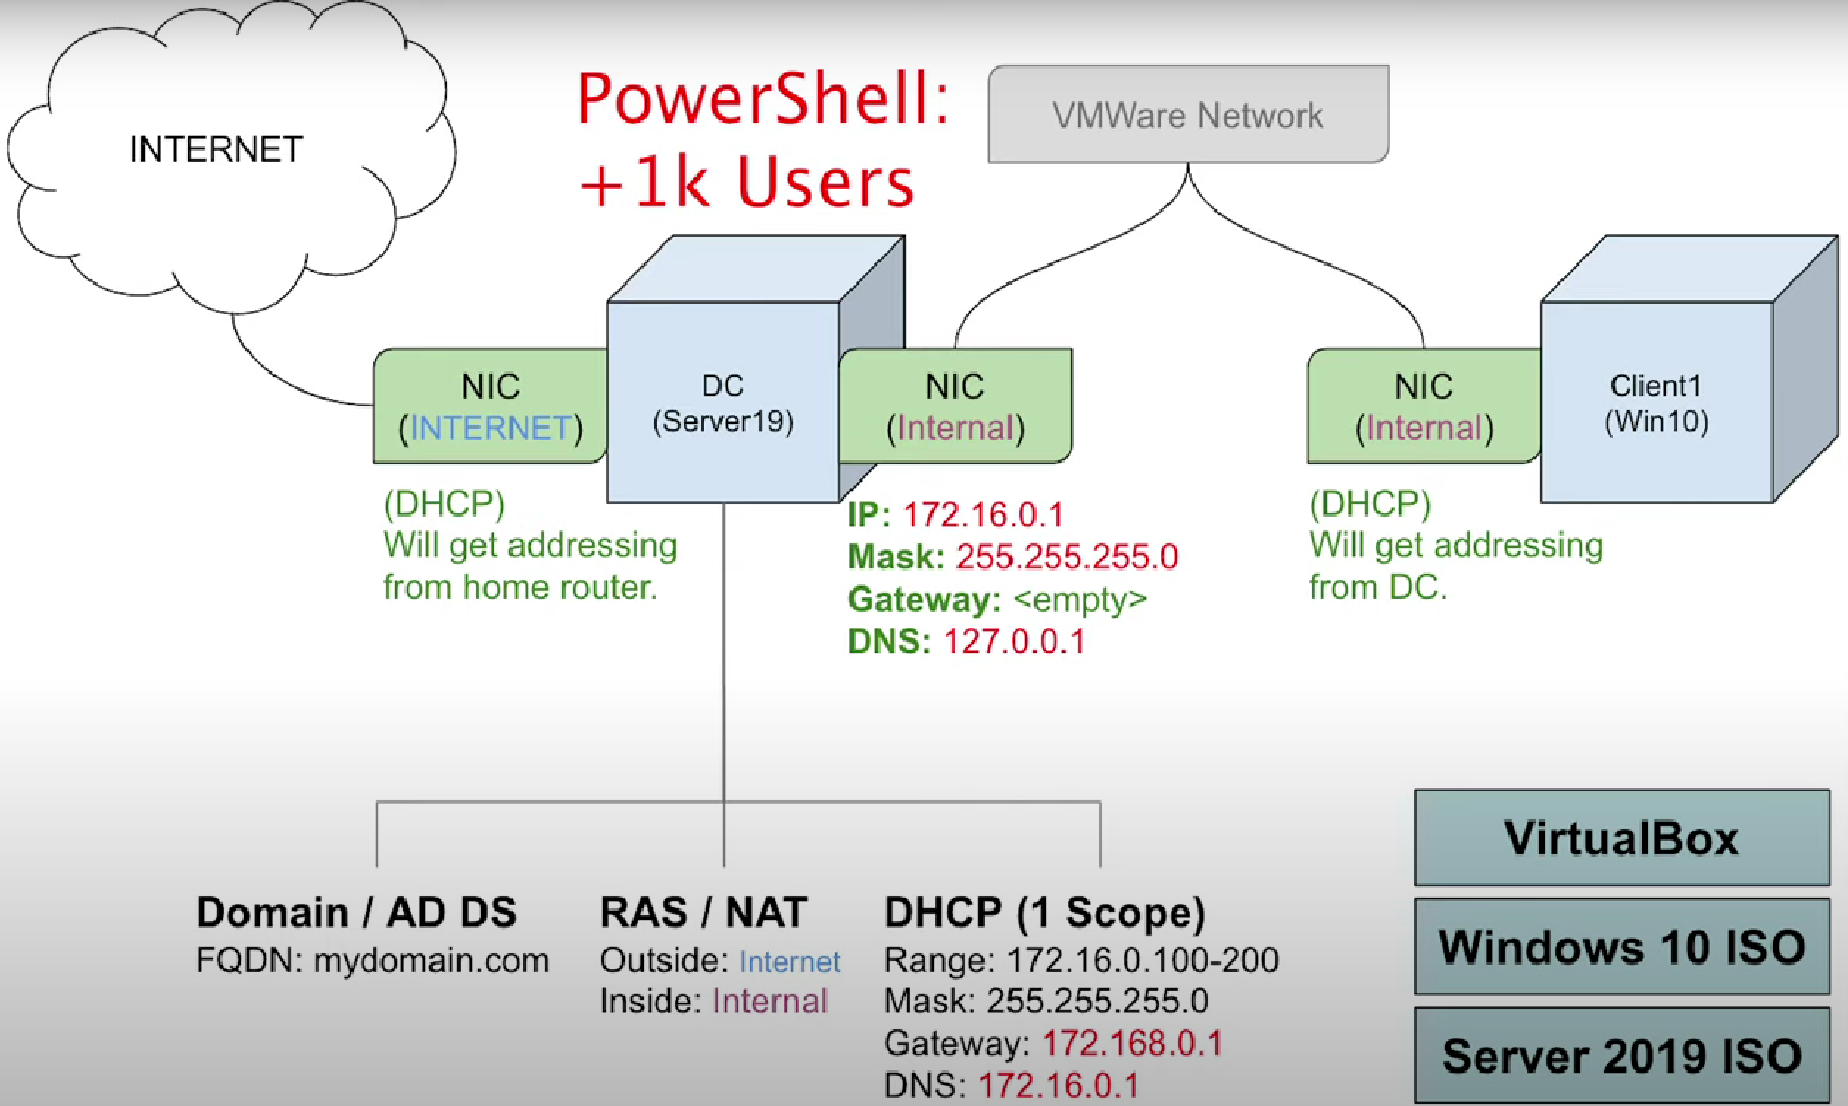 INTERNET
PowerShell:
+1k Users
VMWare Network
NIC
(INTERNET)
DC
(Server19)
NIC
(Internal)
NIC
(Internal)
Client1
(Win10)
(DHCP)
Will get addressing
from home router.
IP: 172.16.0.1
Mask: 255.255.255.0
Gateway: <empty>
DNS: 127.0.0.1
(DHCP)
Will get addressing
from DC.
Domain / AD DS
FQDN: mydomain.com
RAS / NAT
Outside: Internet
Inside: Internal
DHCP (1 Scope)
Range: 172.16.0.100-200
Mask: 255.255.255.0
Gateway: 172.168.0.1
DNS: 172.16.0.1
VirtualBox
Windows 10 ISO
Server 2019 ISO